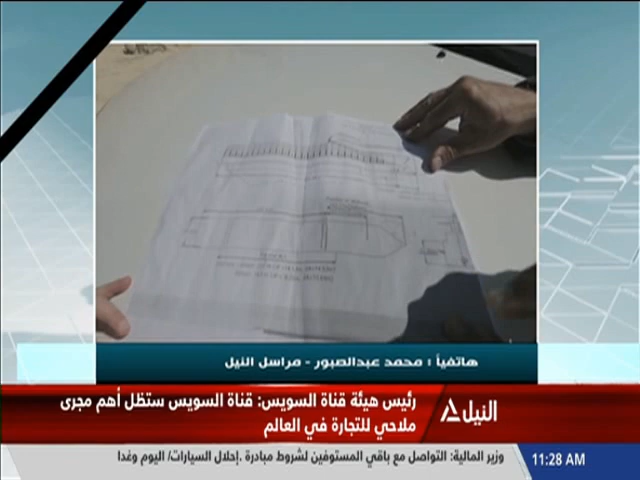 هاتفياً : محمد عبدالصبور - مراسل النيل
النيل
رئيس هيئة قناة السويس: قناة السويس ستظل أهم مجرى
ملاحي للتجارة في العالم
وزير المالية: التواصل مع باقي المستوفين لشروط مبادرة .إحلال السيارات/ اليوم وغدا
11:28 AM